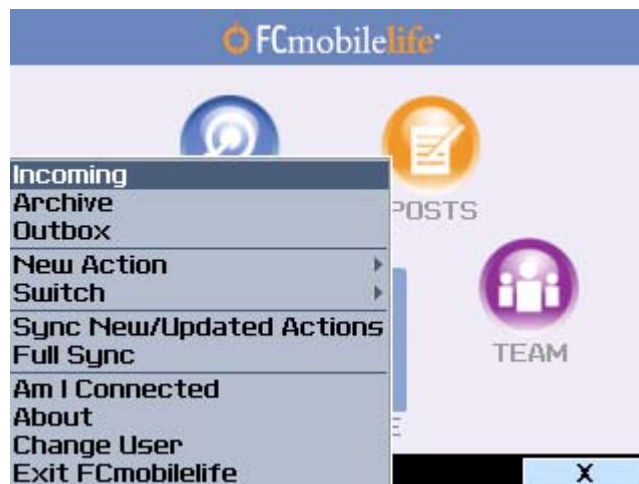 FCmobilelife
Incoming
Archive
Outbox
POSTS
New Action
Switch
Sync New/Updated Actions
Full Sync
TEAM
Am I Connected
About
E
Change User
Exit FCmobilelife
X